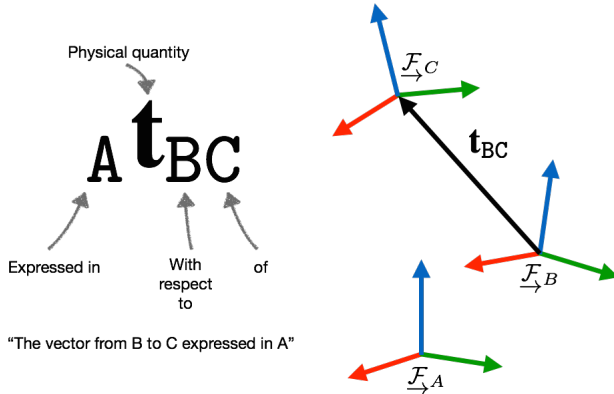 Physical quantity
A t BC
Expressed in
With
respect
to
of
“The vector from B to C expressed in A”
ℱ C
t BC
ℱ B
ℱ A